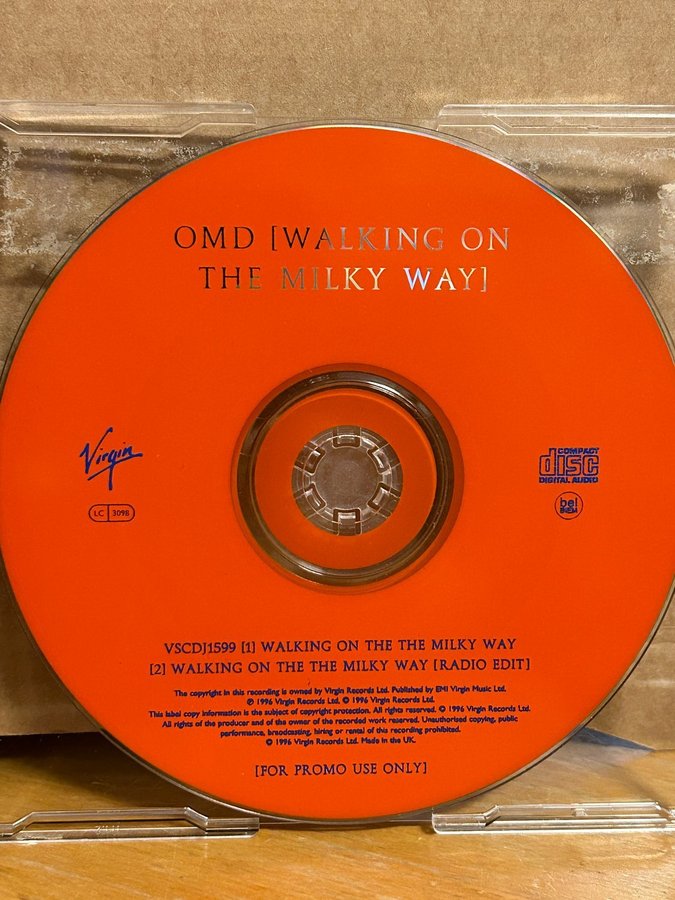 OMD [WALKING ON
THE MILKY WAY]
Virgin
LC 3098
COMPACT
disc
DIGITAL AUDIO
bel
BIEM
VSCDJ1599 [1] WALKING ON THE THE MILKY WAY
[2] WALKING ON THE THE MILKY WAY [RADIO EDIT]
The copyright in this recording is owned by Virgin Records Ltd. Published by EMI Virgin Music Ltd.
℗ 1996 Virgin Records Ltd, © 1996 Virgin Records Ltd.
This label copy information is the subject of copyright protection. All rights reserved. © 1996 Virgin Records Ltd.
All rights of the producer and of the owner of the recorded work reserved. Unauthorised copying, public
performance, broadcasting, hiring or rental of this recording prohibited.
© 1996 Virgin Records Ltd. Made in the UK.
[FOR PROMO USE ONLY]